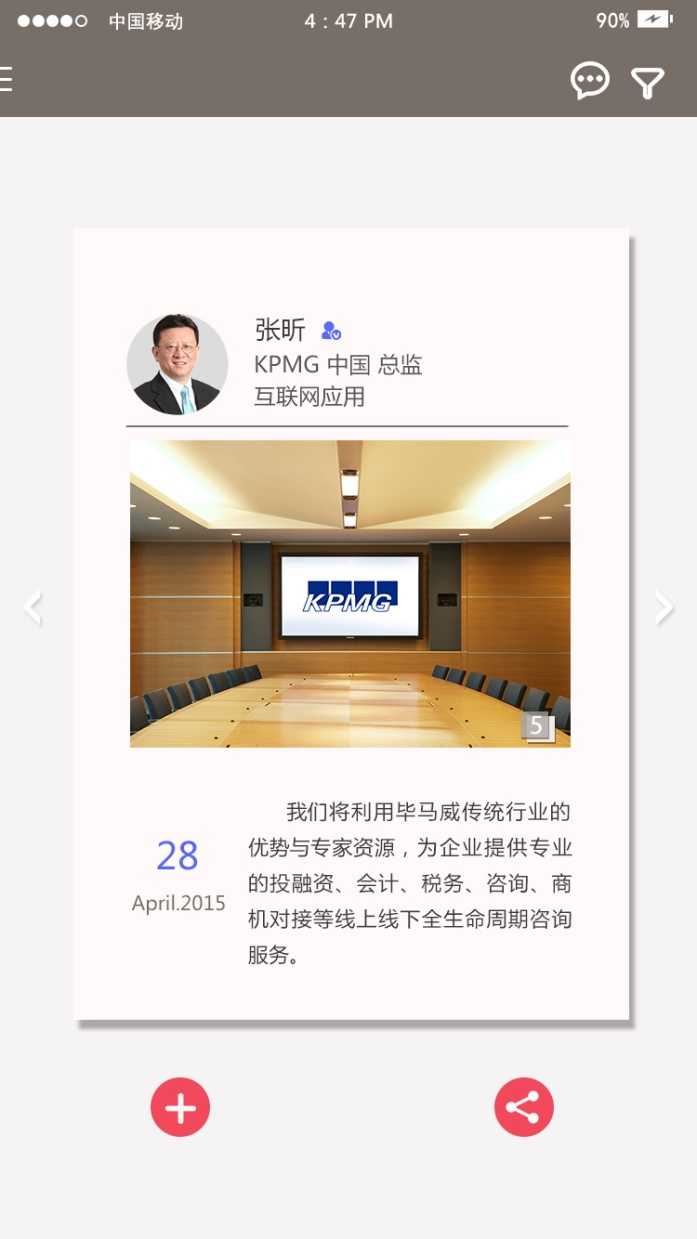 中国移动 4：47 PM 90%
张昕
KPMG 中国 总监
互联网应用
KPMG
5
我们将利用毕马威传统行业的
优势与专家资源，为企业提供专业
的投融资、会计、税务、咨询、商
机对接等线上线下全生命周期咨询
服务。
28
April.2015